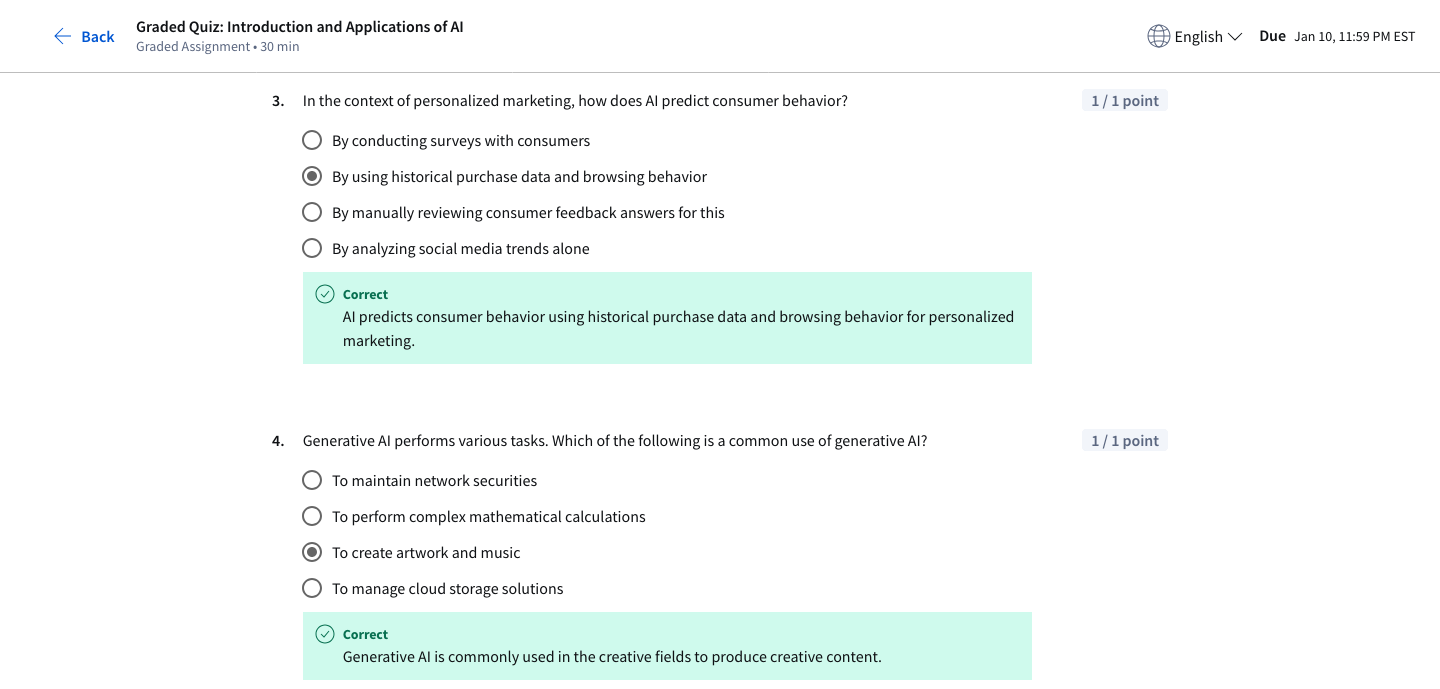 Back
Graded Quiz: Introduction and Applications of AI
Graded Assignment • 30 min
English
Due Jan 10, 11:59 PM EST
3. In the context of personalized marketing, how does AI predict consumer behavior?
1 / 1 point
By conducting surveys with consumers
By using historical purchase data and browsing behavior
By manually reviewing consumer feedback answers for this
By analyzing social media trends alone
Correct
AI predicts consumer behavior using historical purchase data and browsing behavior for personalized
marketing.
4. Generative AI performs various tasks. Which of the following is a common use of generative AI?
1 / 1 point
To maintain network securities
To perform complex mathematical calculations
To create artwork and music
To manage cloud storage solutions
Correct
Generative AI is commonly used in the creative fields to produce creative content.